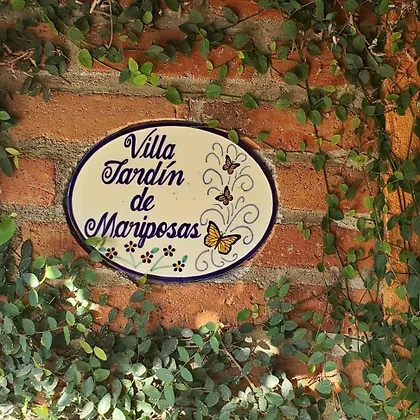 Villa
Jardín
de
Mariposas